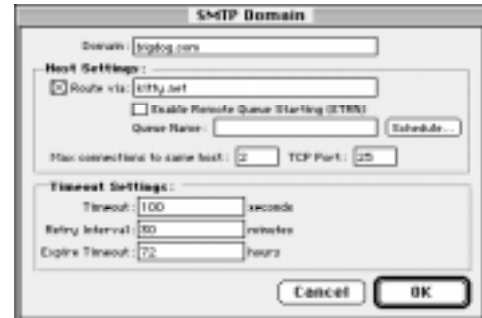 SMTP Domain
Domain: bigdog.com
Host Settings:
Route via: kitty.net
Enable Remote Queue Starting (ETRN)
Queue Name:
Schedule...
Max connections to same host: 2 TCP Port: 25
Timeout Settings:
Timeout: 100 seconds
Retry Interval: 30 minutes
Expire Timeout: 72 hours
Cancel OK